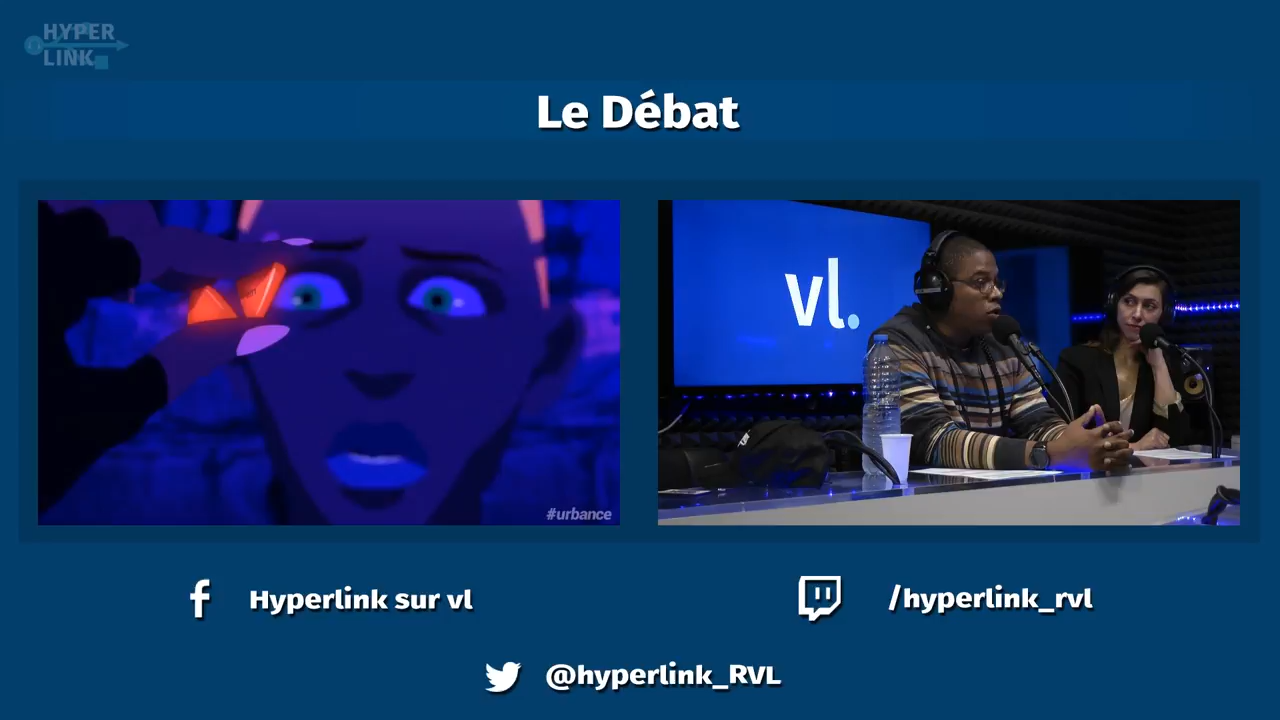 HYPER
LINK
Le Débat
vl.
#urbance
Hyperlink sur vl
/hyperlink_rvl
@hyperlink_RVL